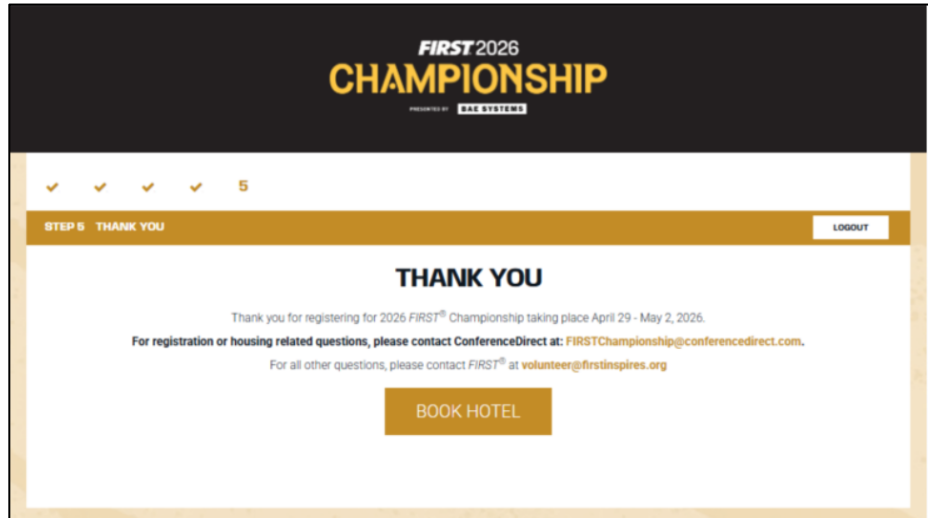 FIRST 2026
CHAMPIONSHIP
PRESENTED BY BAE SYSTEMS
5
STEP 5 THANK YOU LOGOUT
THANK YOU
Thank you for registering for 2026 FIRST® Championship taking place April 29 - May 2, 2026.
For registration or housing related questions, please contact ConferenceDirect at: FIRSTChampionship@conferencedirect.com.
For all other questions, please contact FIRST® at volunteer@firstinspires.org
BOOK HOTEL